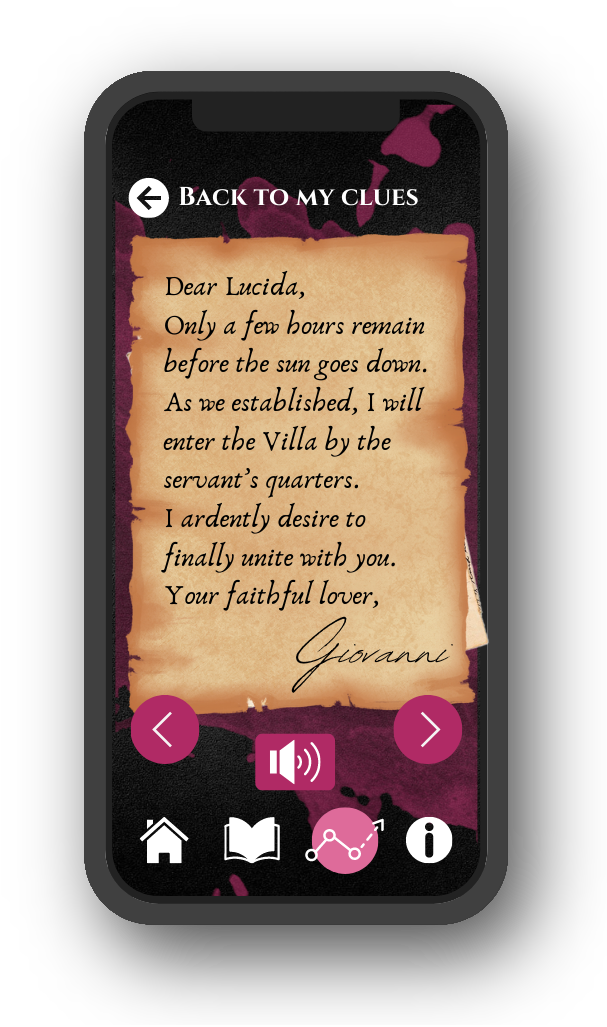 BACK TO MY CLUES
Dear Lucida,
Only a few hours remain
before the sun goes down.
As we established, I will
enter the Villa by the
servant's quarters.
I ardently desire to
finally unite with you.
Your faithful lover,
Giovanni